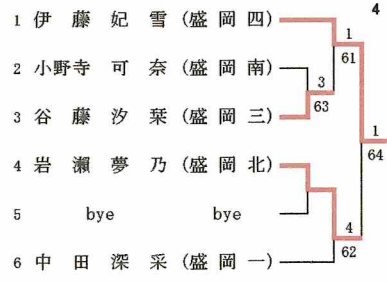 4
1 伊藤妃雪 (盛岡四)
1
61
2 小野寺可奈 (盛岡南)
3
63
3 谷藤汐栞 (盛岡三)
1
64
4 岩瀬夢乃 (盛岡北)
5 bye bye
4
62
6 中田深采 (盛岡一)